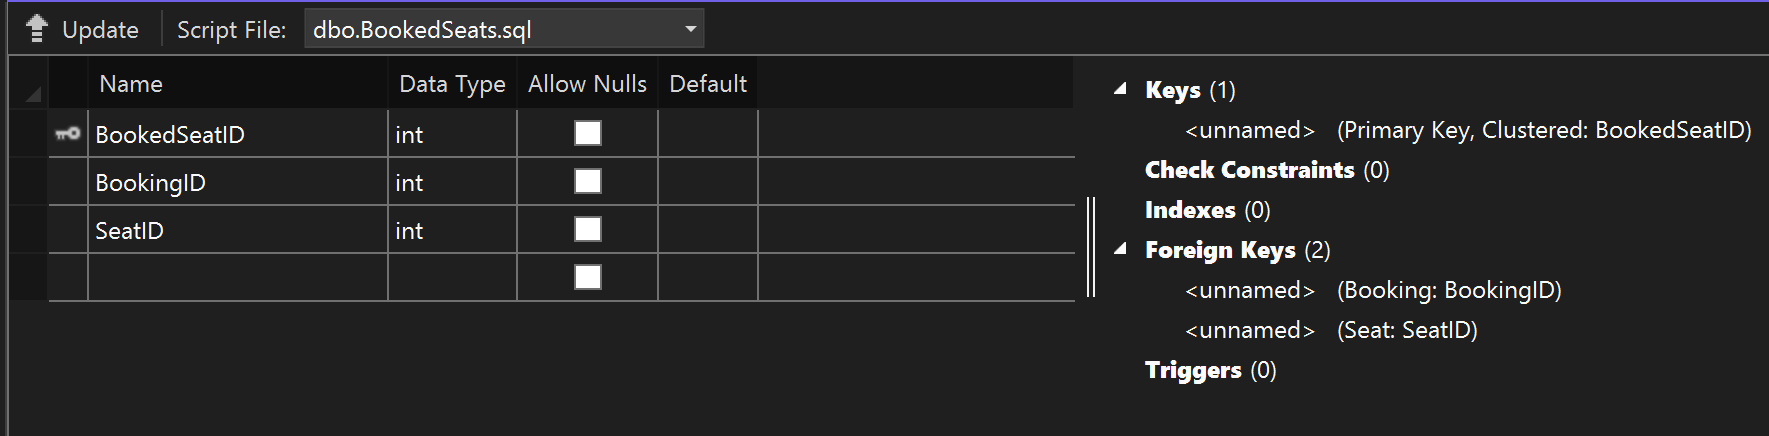 Update Script File: dbo.BookedSeats.sql
Name Data Type Allow Nulls Default
BookedSeatID int
BookingID int
SeatID int
Keys (1)
<unnamed> (Primary Key, Clustered: BookedSeatID)
Check Constraints (0)
Indexes (0)
Foreign Keys (2)
<unnamed> (Booking: BookingID)
<unnamed> (Seat: SeatID)
Triggers (0)